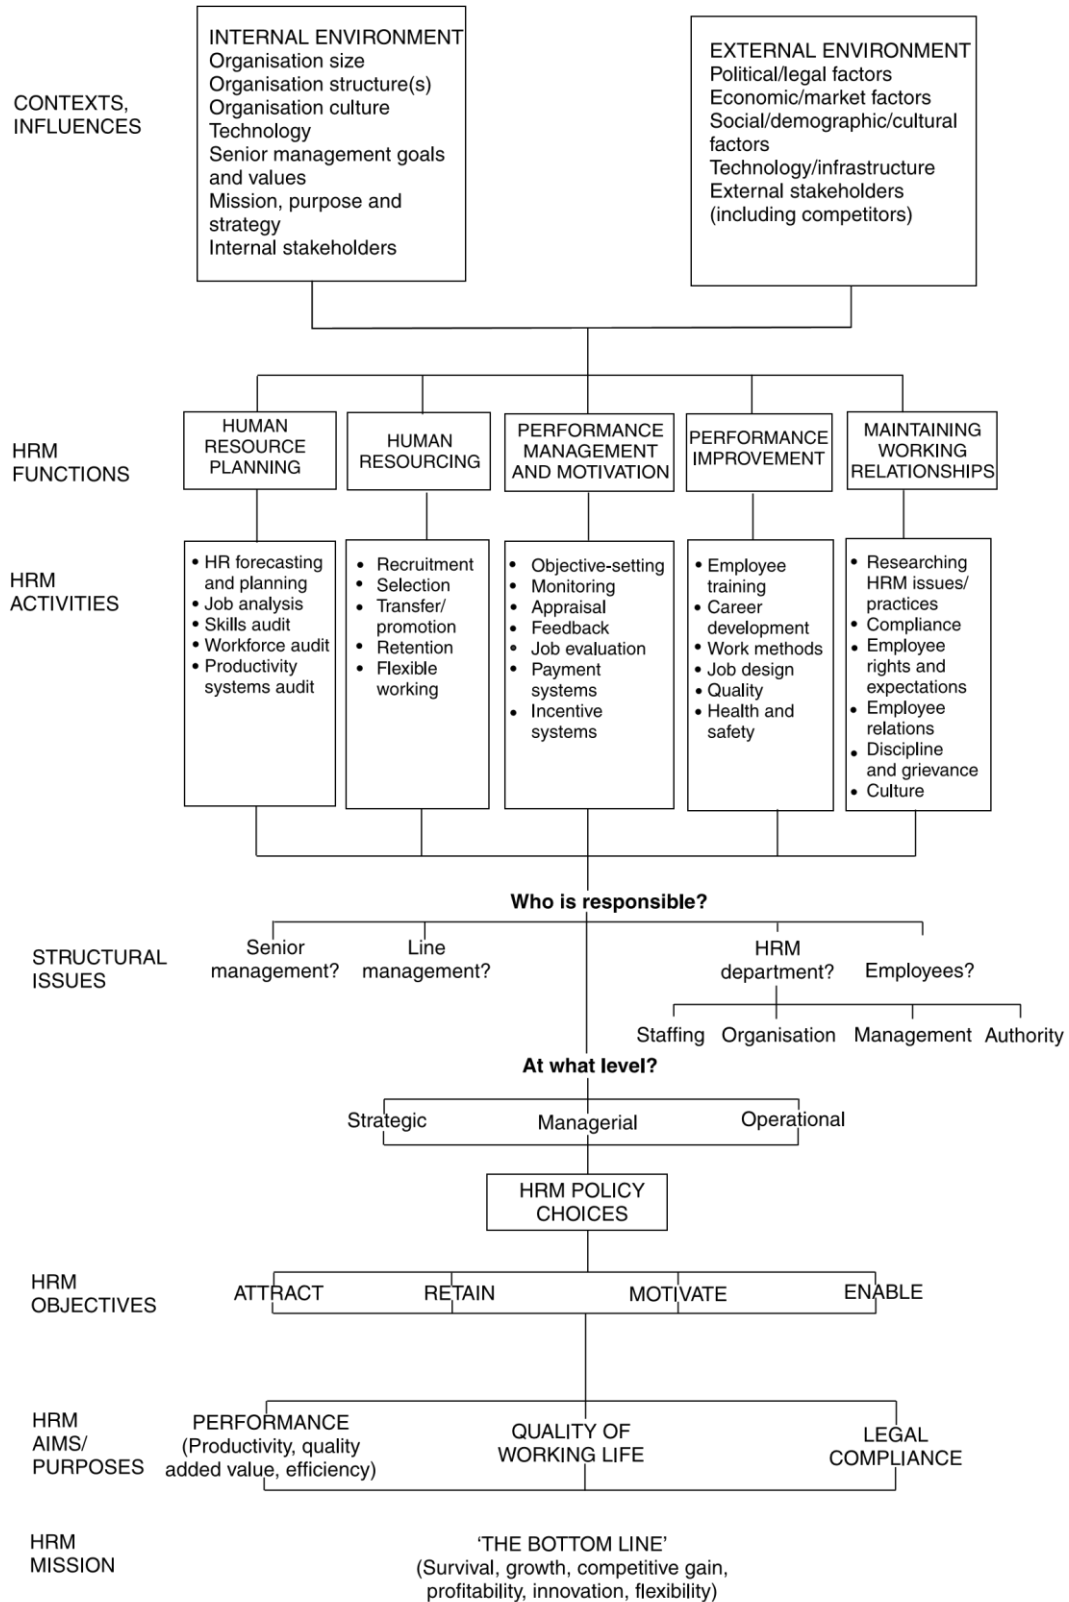 CONTEXTS,
INFLUENCES
INTERNAL ENVIRONMENT
Organisation size
Organisation structure(s)
Organisation culture
Technology
Senior management goals
and values
Mission, purpose and
strategy
Internal stakeholders
EXTERNAL ENVIRONMENT
Political/legal factors
Economic/market factors
Social/demographic/cultural
factors
Technology/infrastructure
External stakeholders
(including competitors)
HRM
FUNCTIONS
HUMAN
RESOURCE
PLANNING
HUMAN
RESOURCING
PERFORMANCE
MANAGEMENT
AND MOTIVATION
PERFORMANCE
IMPROVEMENT
MAINTAINING
WORKING
RELATIONSHIPS
HRM
ACTIVITIES
• HR forecasting
and planning
• Job analysis
• Skills audit
• Workforce audit
• Productivity
systems audit
• Recruitment
• Selection
• Transfer/
promotion
• Retention
• Flexible
working
• Objective-setting
• Monitoring
• Appraisal
• Feedback
• Job evaluation
• Payment
systems
• Incentive
systems
• Employee
training
• Career
development
• Work methods
• Job design
• Quality
• Health and
safety
• Researching
HRM issues/
practices
• Compliance
• Employee
rights and
expectations
• Employee
relations
• Discipline
and grievance
• Culture
Who is responsible?
STRUCTURAL
ISSUES
Senior
management?
Line
management?
HRM
department?
Employees?
Staffing
Organisation
Management
Authority
At what level?
Strategic
Managerial
Operational
HRM POLICY
CHOICES
HRM
OBJECTIVES
ATTRACT
RETAIN
MOTIVATE
ENABLE
HRM
AIMS/
PURPOSES
PERFORMANCE
(Productivity, quality
added value, efficiency)
QUALITY OF
WORKING LIFE
LEGAL
COMPLIANCE
HRM
MISSION
‘THE BOTTOM LINE’
(Survival, growth, competitive gain,
profitability, innovation, flexibility)